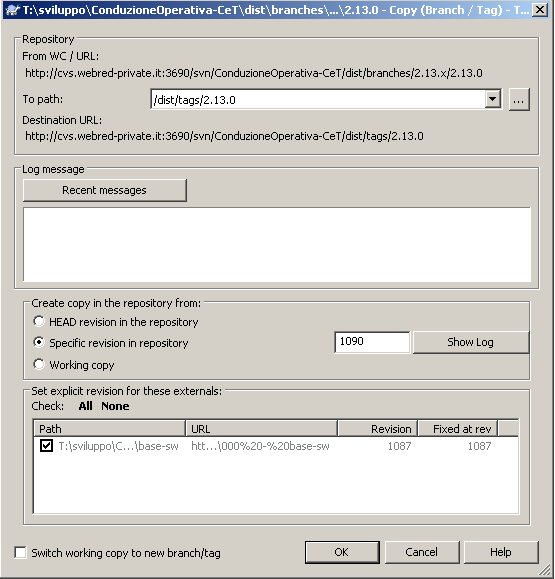 T:\sviluppo\ConduzioneOperativa-CeT\dist\branches\...\2.13.0 - Copy (Branch / Tag) - T...
Repository
From WC / URL:
http://cvs.webred-private.it:3690/svn/ConduzioneOperativa-CeT/dist/branches/2.13.x/2.13.0
To path:
/dist/tags/2.13.0
...
Destination URL:
http://cvs.webred-private.it:3690/svn/ConduzioneOperativa-CeT/dist/tags/2.13.0
Log message
Recent messages
Create copy in the repository from:
HEAD revision in the repository
Specific revision in repository
1090
Show Log
Working copy
Set explicit revision for these externals:
Check: All None
Path URL Revision Fixed at rev
T:\sviluppo\C...\base-sw htt...\000%20-%20base-sw 1087 1087
Switch working copy to new branch/tag
OK
Cancel
Help